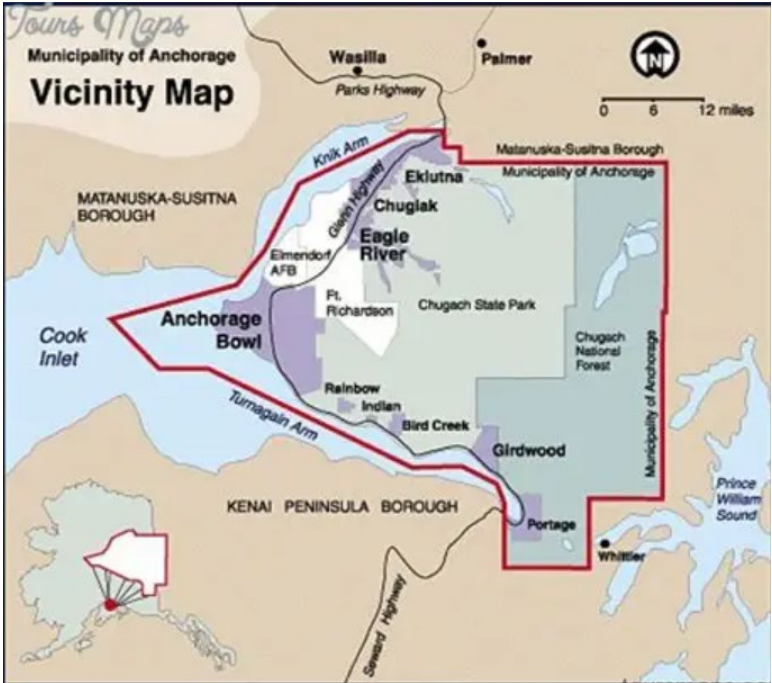 Tours Maps
Municipality of Anchorage
Vicinity Map
Wasilla
Palmer
Parks Highway
N
0 6 12 miles
Knik Arm
Matanuska-Susitna Borough
Municipality of Anchorage
MATANUSKA-SUSITNA
BOROUGH
Glenn Highway
Eklutna
Chugiak
Eagle
River
Elmendorf
AFB
Ft.
Richardson
Chugach State Park
Anchorage
Bowl
Cook
Inlet
Chugach
National
Forest
Municipality of Anchorage
Rainbow
Indian
Bird Creek
Turnagain Arm
Girdwood
KENAI PENINSULA BOROUGH
Portage
Prince
William
Sound
Whittier
Seward Highway